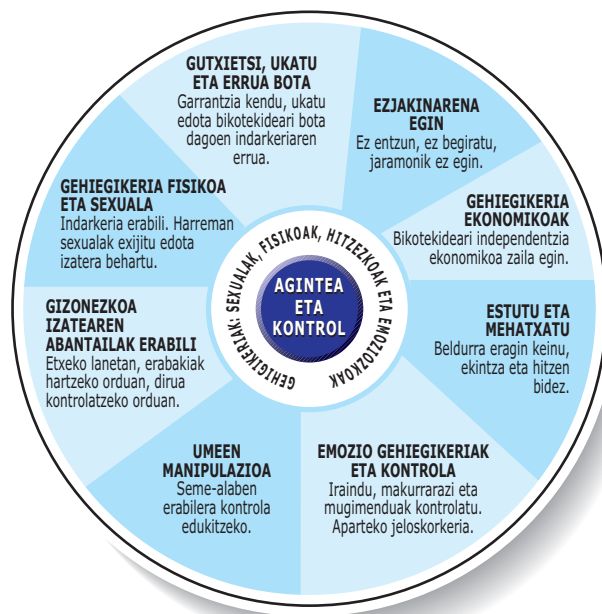 GUTXIETSI, UKATU
ETA ERRUA BOTA
Garrantzia kendu, ukatu
edota bikotekideari bota
dagoen indarkeriaren
errua.
EZJAKINARENA
EGIN
Ez entzun, ez begiratu,
jaramonik ez egin.
GEHIEGIKERIA
EKONOMIKOAK
Bikotekideari independentzia
ekonomikoa zaila egin.
ESTUTU ETA
MEHATXATU
Beldurra eragin keinu,
ekintza eta hitzen
bidez.
EMOZIO GEHIEGIKERIAK
ETA KONTROLA
Iraindu, makurrarazi eta
mugimenduak kontrolatu.
Aparteko jeloskorkeria.
UMEEN
MANIPULAZIOA
Seme-alaben
erabilera kontrola
edukitzeko.
GIZONEZKOA
IZATEAREN
ABANTAILAK ERABILI
Etxeko lanetan, erabakiak
hartzeko orduan, dirua
kontrolatzeko orduan.
GEHIGIKERIA FISIKOA
ETA SEXUALA
Indarkeria erabili. Harreman
sexualak exijitu edota
izatera behartu.
GEHIGIKERIAK: SEXUALAK, FISIKOAK, HITZEZKOAK ETA EMOZIOZKOAK
AGINTEA
ETA
KONTROL